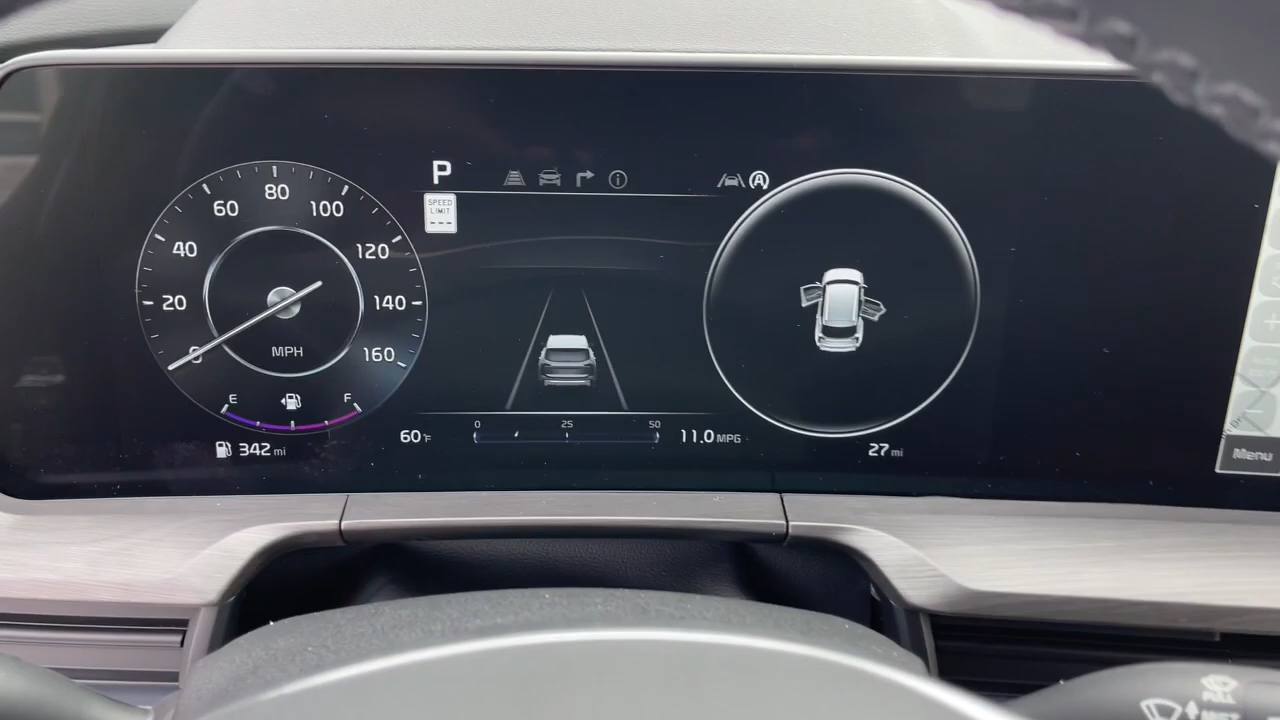 P
SPEED
LIMIT
---
80
60
100
40
120
20
140
0
160
MPH
E
F
342 mi
60°F
0
25
50
11.0 MPG
27 mi
Menu
PULL